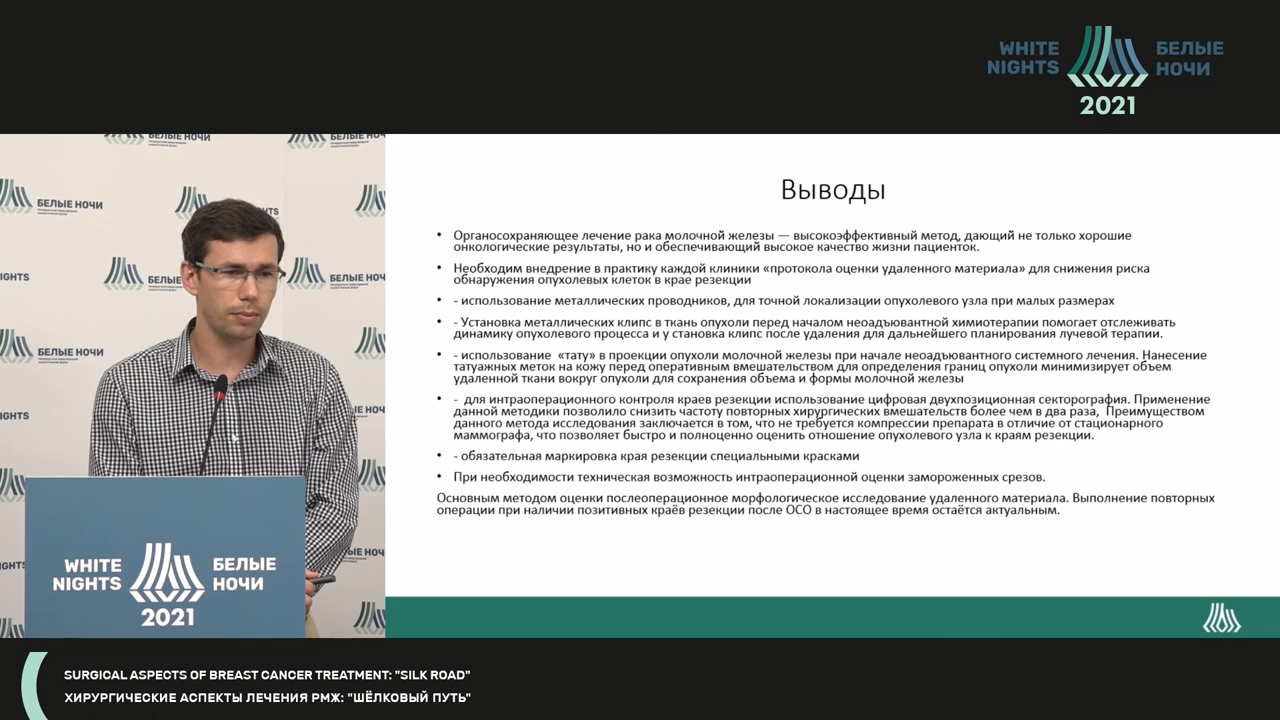 WHITE
NIGHTS
БЕЛЫЕ
НОЧИ
2021
БЕЛЫЕ НОЧИ
БЕЛЫЕ
NIGHTS
БЕЛЫЕ НОЧИ
NIGHTS
WHITE
NIGHTS
БЕЛЫЕ
НОЧИ
2021
Выводы
• Органосохраняющее лечение рака молочной железы — высокоэффективный метод, дающий не только хорошие
онкологические результаты, но и обеспечивающий высокое качество жизни пациенток.
• Необходим внедрение в практику каждой клиники «протокола оценки удаленного материала» для снижения риска
обнаружения опухолевых клеток в крае резекции
• - использование металлических проводников, для точной локализации опухолевого узла при малых размерах
• - Установка металлических клипс в ткань опухоли перед началом неоадъювантной химиотерапии помогает отслеживать
динамику опухолевого процесса и у становка клипс после удаления для дальнейшего планирования лучевой терапии.
• - использование «тату» в проекции опухоли молочной железы при начале неоадъювантного системного лечения. Нанесение
татуажных меток на кожу перед оперативным вмешательством для определения границ опухоли минимизирует объем
удаленной ткани вокруг опухоли для сохранения объема и формы молочной железы
• - для интраоперационного контроля краев резекции использование цифровая двухпозиционная секторография. Применение
данной методики позволило снизить частоту повторных хирургических вмешательств более чем в два раза, Преимуществом
данного метода исследования заключается в том, что не требуется компрессии препарата в отличие от стационарного
маммографа, что позволяет быстро и полноценно оценить отношение опухолевого узла к краям резекции.
• - обязательная маркировка края резекции специальными красками
• При необходимости техническая возможность интраоперационной оценки замороженных срезов.
Основным методом оценки послеоперационное морфологическое исследование удаленного материала. Выполнение повторных
операции при наличии позитивных краёв резекции после ОСО в настоящее время остаётся актуальным.
SURGICAL ASPECTS OF BREAST CANCER TREATMENT: "SILK ROAD"
ХИРУРГИЧЕСКИЕ АСПЕКТЫ ЛЕЧЕНИЯ РМЖ: "ШЁЛКОВЫЙ ПУТЬ"